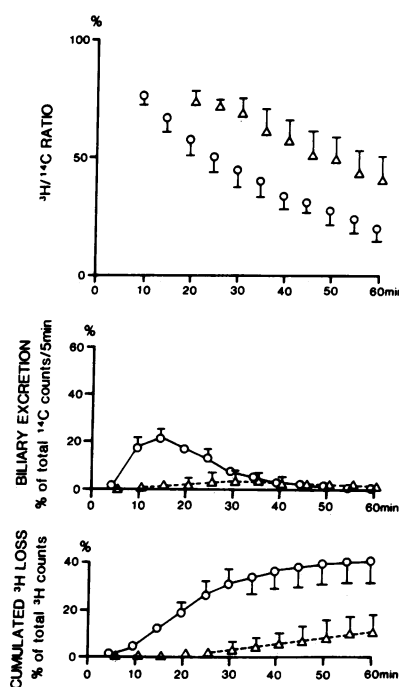 %
100
50
0
³H/¹⁴C RATIO
0 10 20 30 40 50 60min
%
60
40
20
0
BILIARY EXCRETION
% of total ¹⁴C counts/5min
0 10 20 30 40 50 60min
%
40
20
0
CUMULATED ³H LOSS
% of total ³H counts
0 10 20 30 40 50 60min